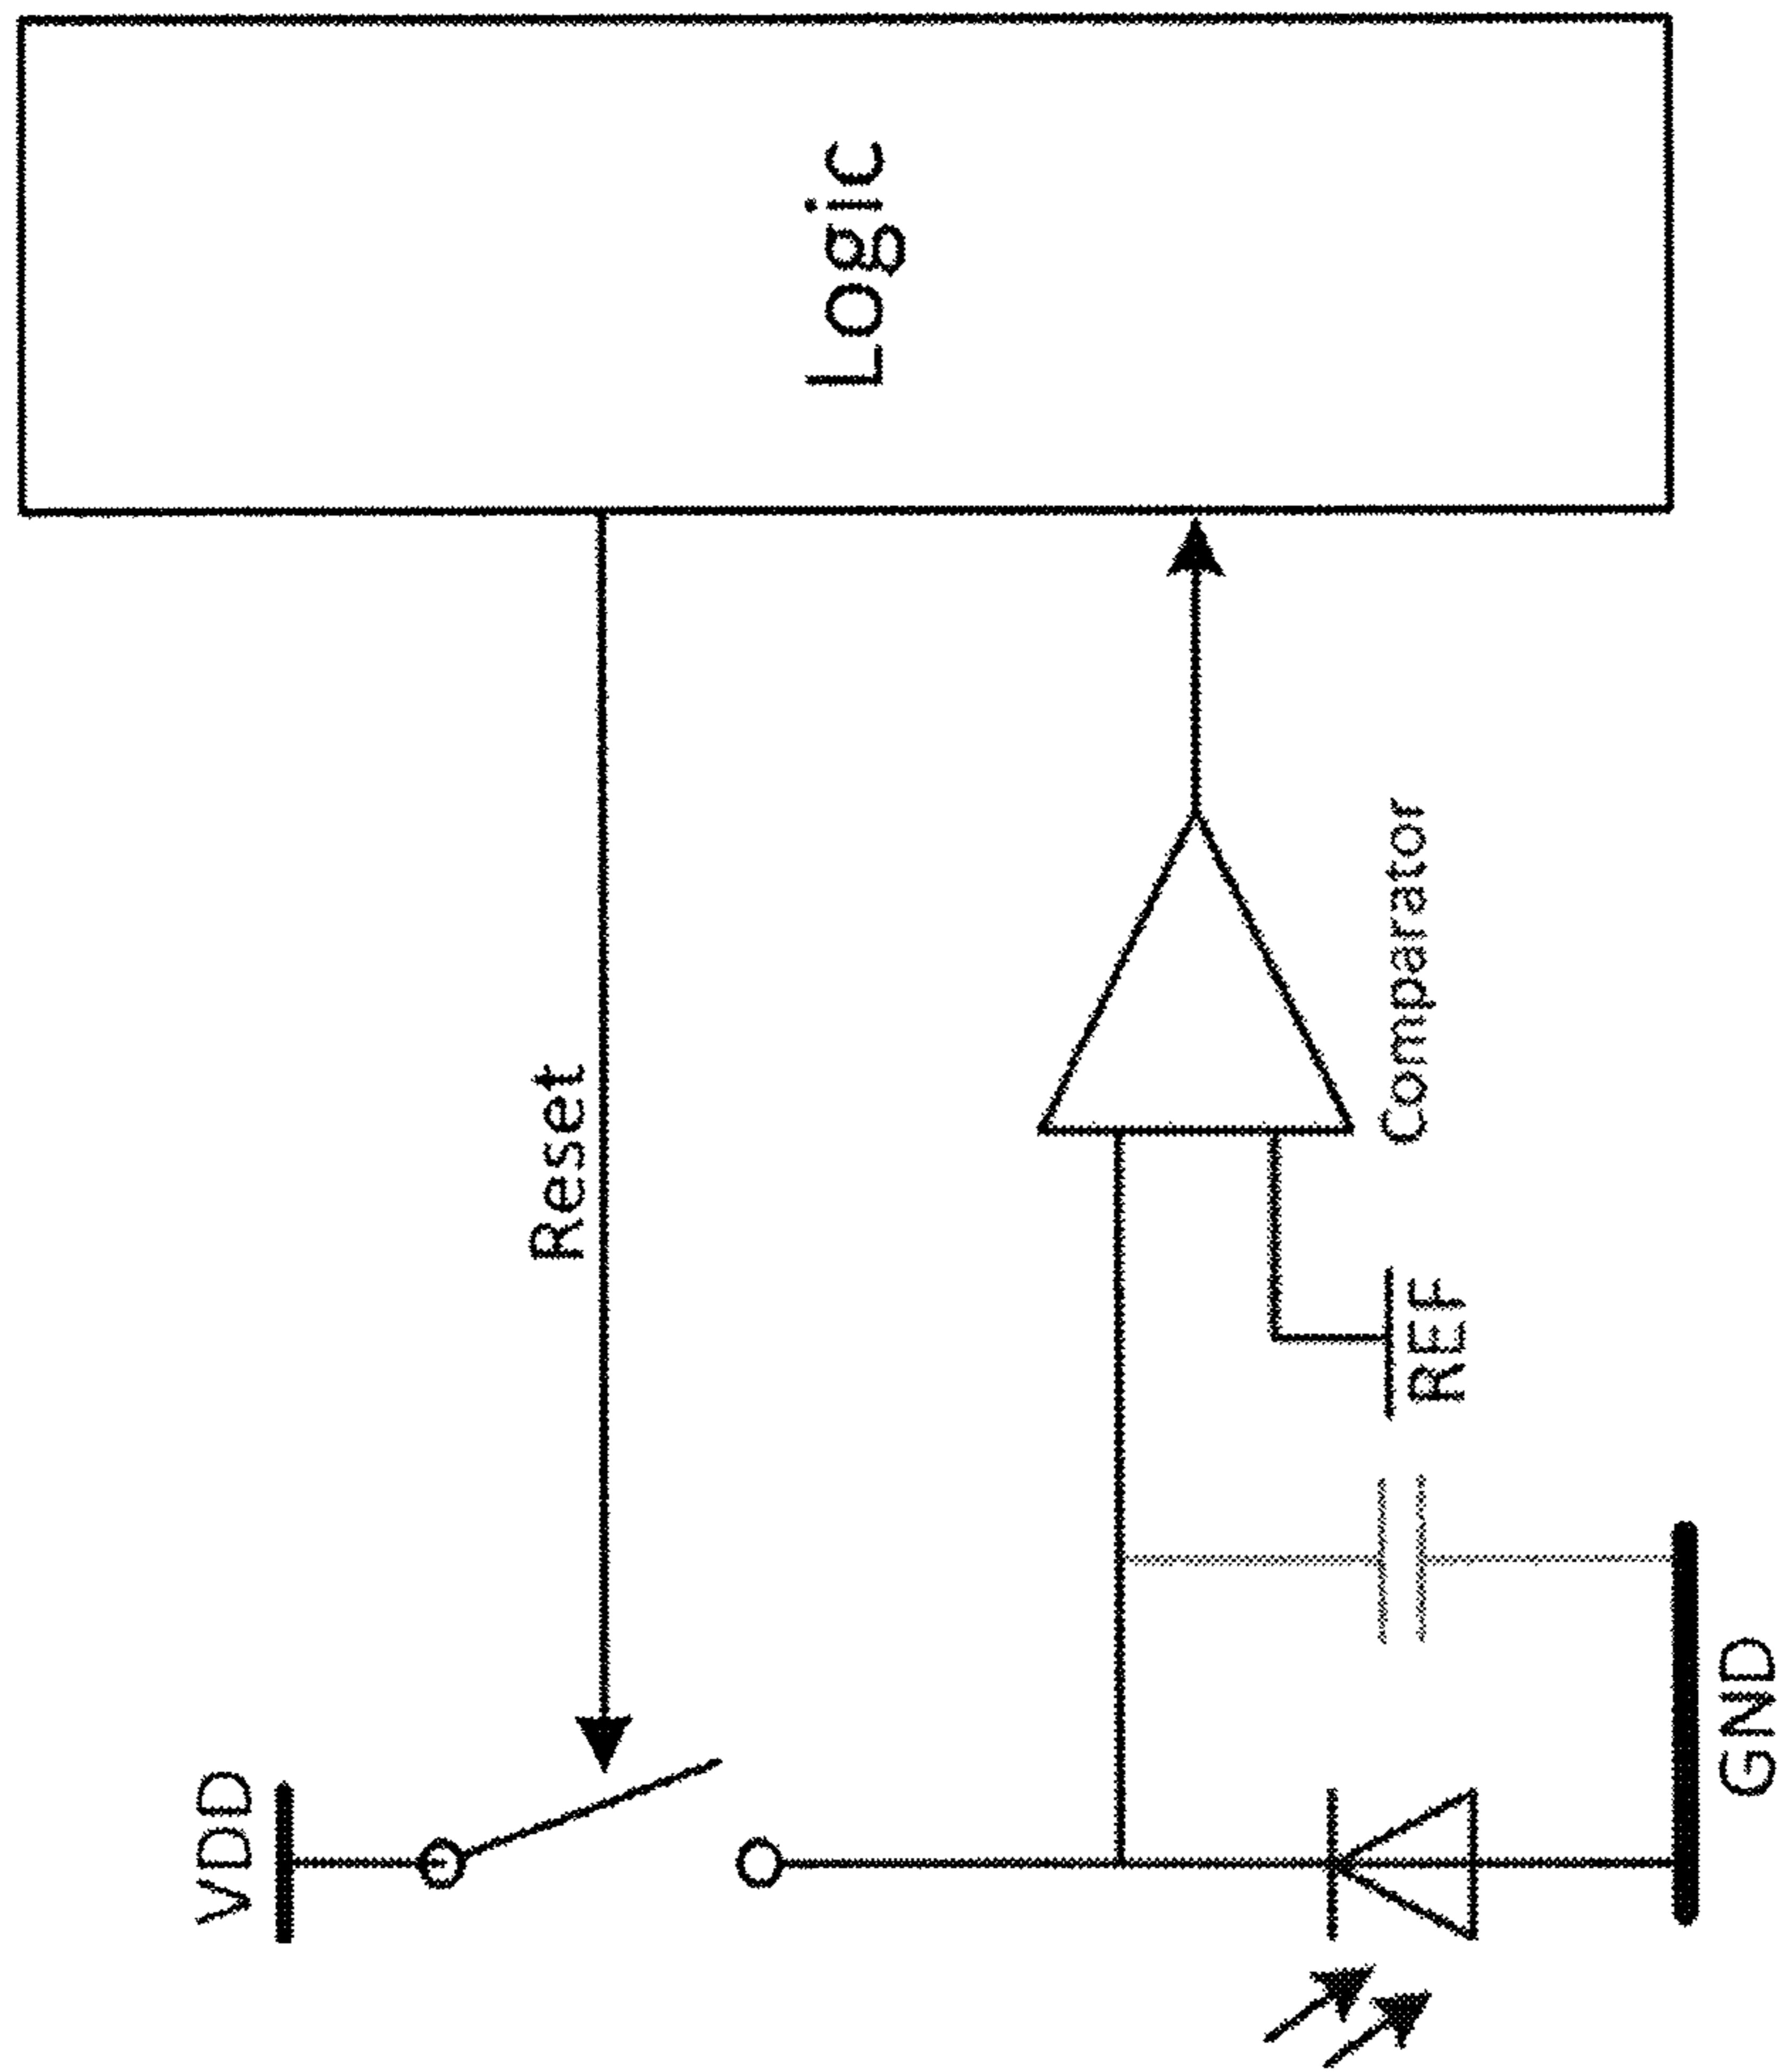 VDD
Reset
Logic
Comparator
REF
GND